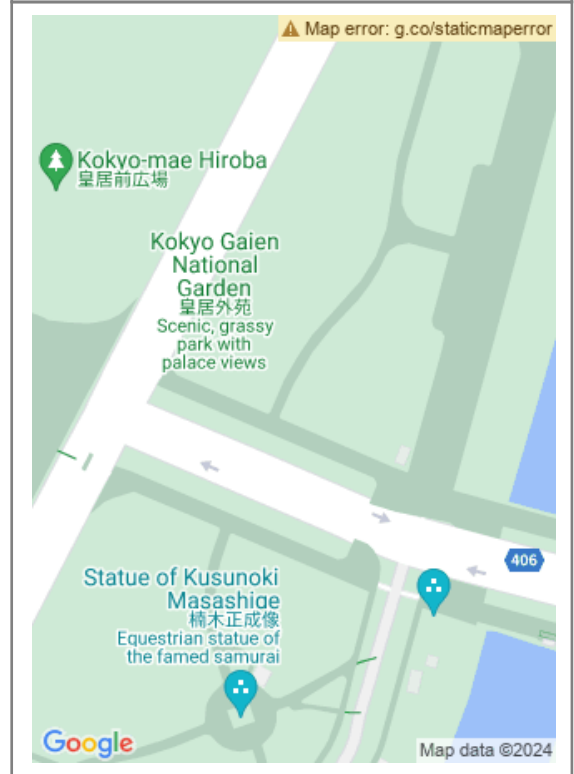 Map error: g.co/staticmaperror
Kokyo-mae Hiroba
皇居前広場
Kokyo Gaien
National
Garden
皇居外苑
Scenic, grassy
park with
palace views
406
Statue of Kusunoki
Masashige
楠木正成像
Equestrian statue of
the famed samurai
Google
Map data ©2024